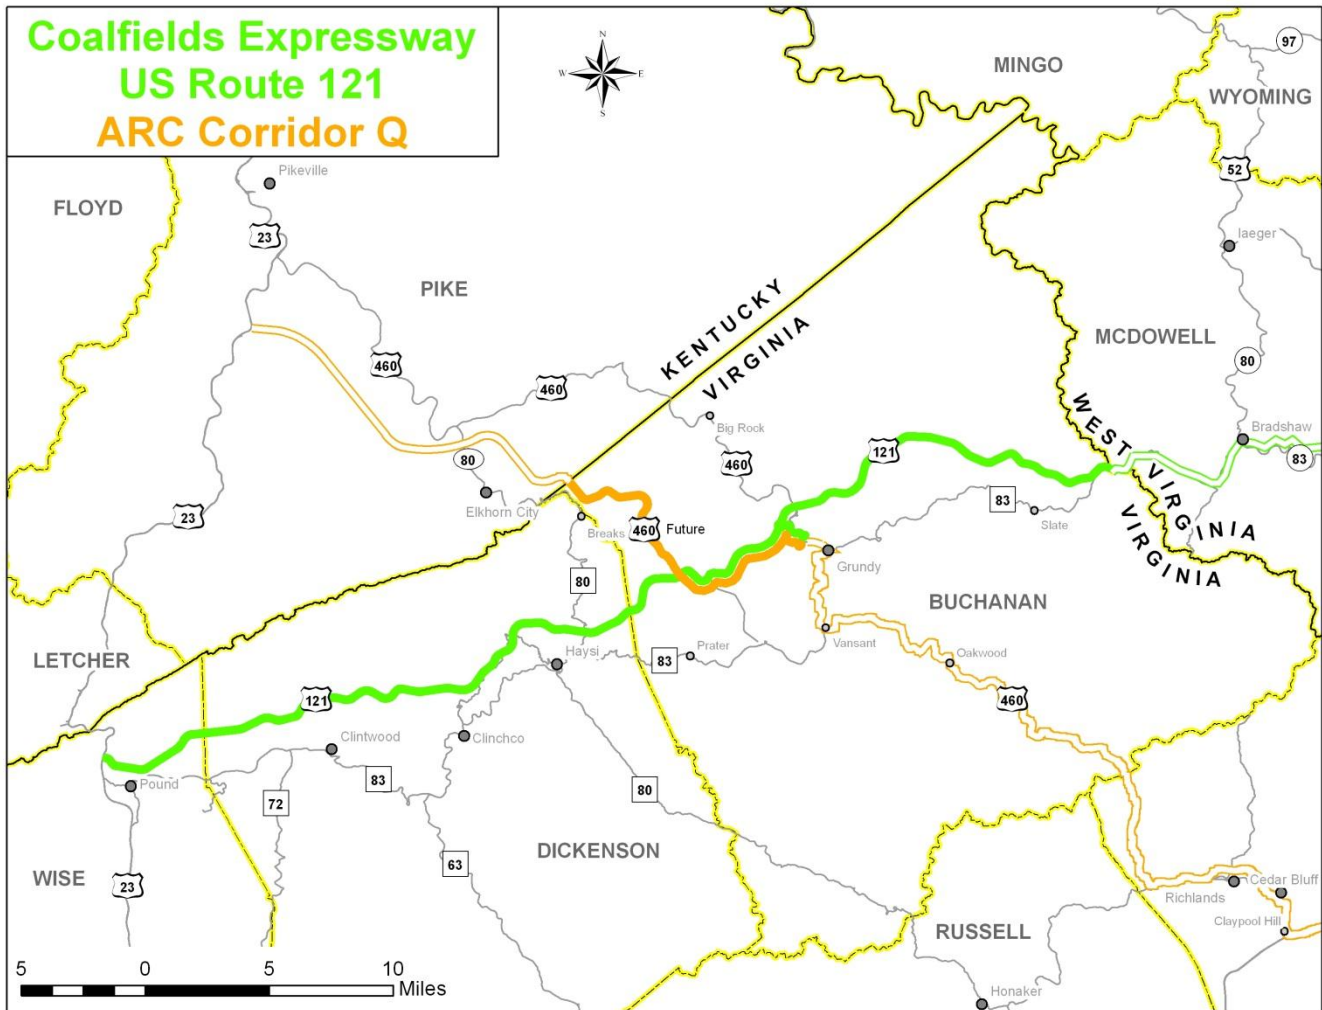 Coalfields Expressway
US Route 121
ARC Corridor Q
N
W
E
S
MINGO
97
WYOMING
52
Pikeville
FLOYD
23
Iaeger
PIKE
KENTUCKY
VIRGINIA
MCDOWELL
460
460
80
Big Rock
WEST VIRGINIA
VIRGINIA
Bradshaw
83
121
460
80
Elkhorn City
83
Slate
23
Breaks
460 Future
Grundy
80
BUCHANAN
Vansant
LETCHER
Haysi
83
Prater
Oakwood
121
460
Clintwood
Clinchco
Pound
83
80
72
63
DICKENSON
WISE
23
Richlands
Cedar Bluff
Claypool Hill
RUSSELL
Honaker
5 0 5 10
Miles